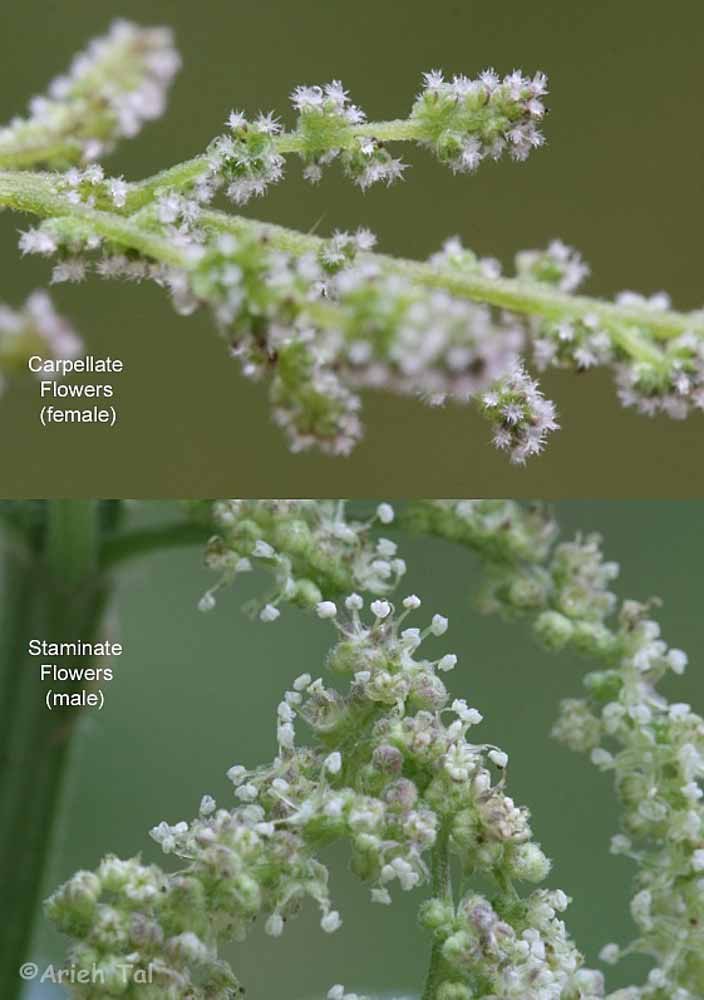 Carpellate
Flowers
(female)
Staminate
Flowers
(male)
©Arieh Tal